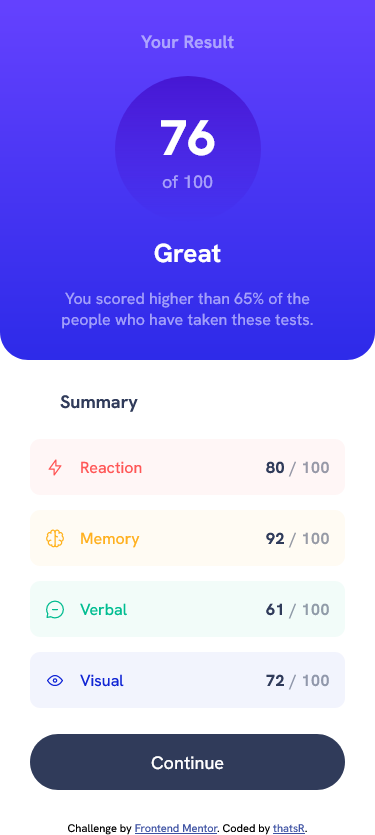 Your Result
76
of 100
Great
You scored higher than 65% of the
people who have taken these tests.
Summary
Reaction 80 / 100
Memory 92 / 100
Verbal 61 / 100
Visual 72 / 100
Continue
Challenge by Frontend Mentor. Coded by thatsR.